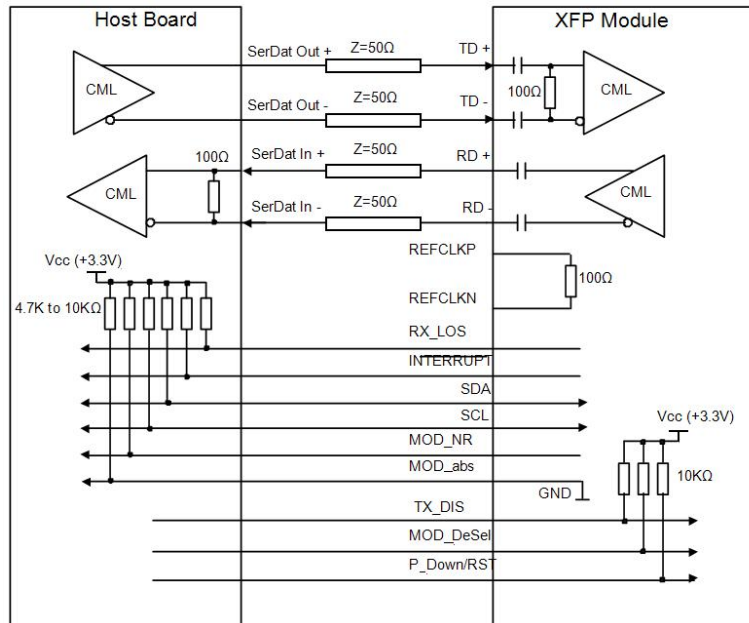 Host Board
XFP Module
CML
SerDat Out +
Z=50Ω
TD +
SerDat Out -
Z=50Ω
TD -
100Ω
CML
CML
100Ω
SerDat In +
Z=50Ω
RD +
SerDat In -
Z=50Ω
RD -
CML
REFCLKP
REFCLKN
100Ω
Vcc (+3.3V)
4.7K to 10KΩ
RX_LOS
INTERRUPT
SDA
SCL
MOD_NR
MOD_abs
GND
Vcc (+3.3V)
10KΩ
TX_DIS
MOD_DeSel
P_Down/RST